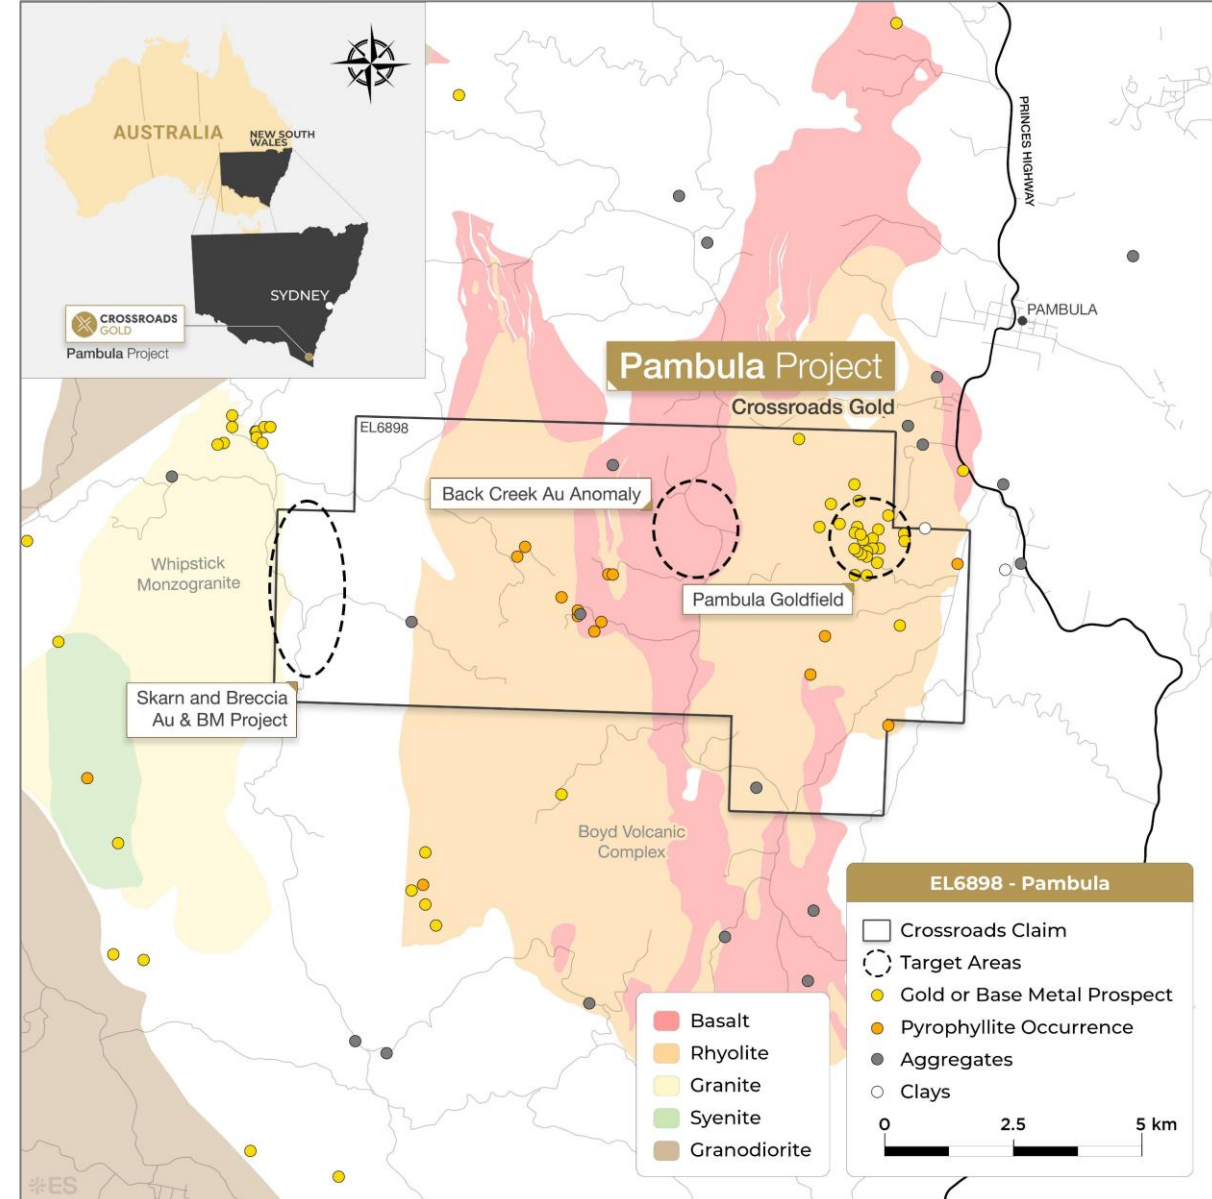 AUSTRALIA
NEW SOUTH
WALES
SYDNEY
CROSSROADS
GOLD
Pambula Project
PRINCES HIGHWAY
PAMBULA
Pambula Project
Crossroads Gold
EL6898
Back Creek Au Anomaly
Whipstick
Monzogranite
Pambula Goldfield
Skarn and Breccia
Au & BM Project
Boyd Volcanic
Complex
Basalt
Rhyolite
Granite
Syenite
Granodiorite
EL6898 - Pambula
Crossroads Claim
Target Areas
Gold or Base Metal Prospect
Pyrophyllite Occurrence
Aggregates
Clays
0 2.5 5 km
ES